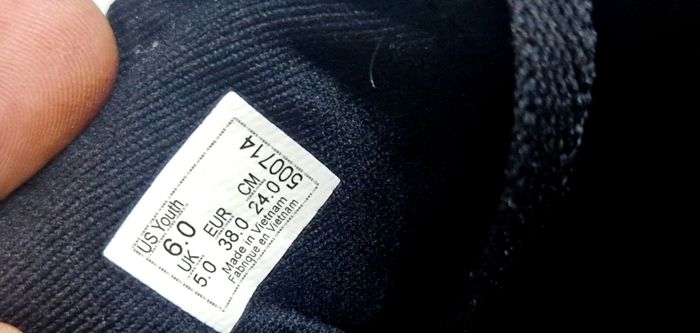 US Youth
6.0
UK EUR CM
5.0 38.0 24.0
Made in Vietnam
Fabriqué en Vietnam
500714